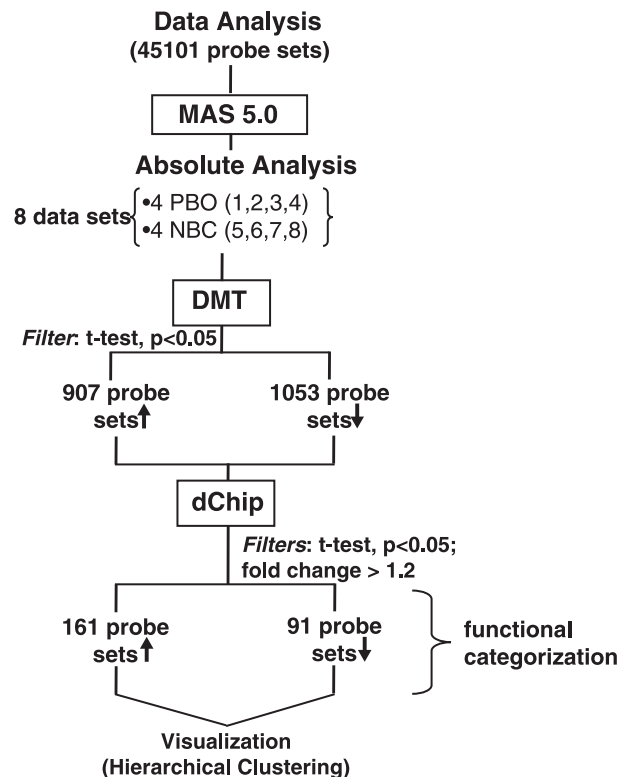 Data Analysis
(45101 probe sets)
MAS 5.0
Absolute Analysis
8 data sets
•4 PBO (1,2,3,4)
•4 NBC (5,6,7,8)
DMT
Filter: t-test, p<0.05
907 probe
sets
1053 probe
sets
dChip
Filters: t-test, p<0.05;
fold change > 1.2
161 probe
sets
91 probe
sets
functional
categorization
Visualization
(Hierarchical Clustering)